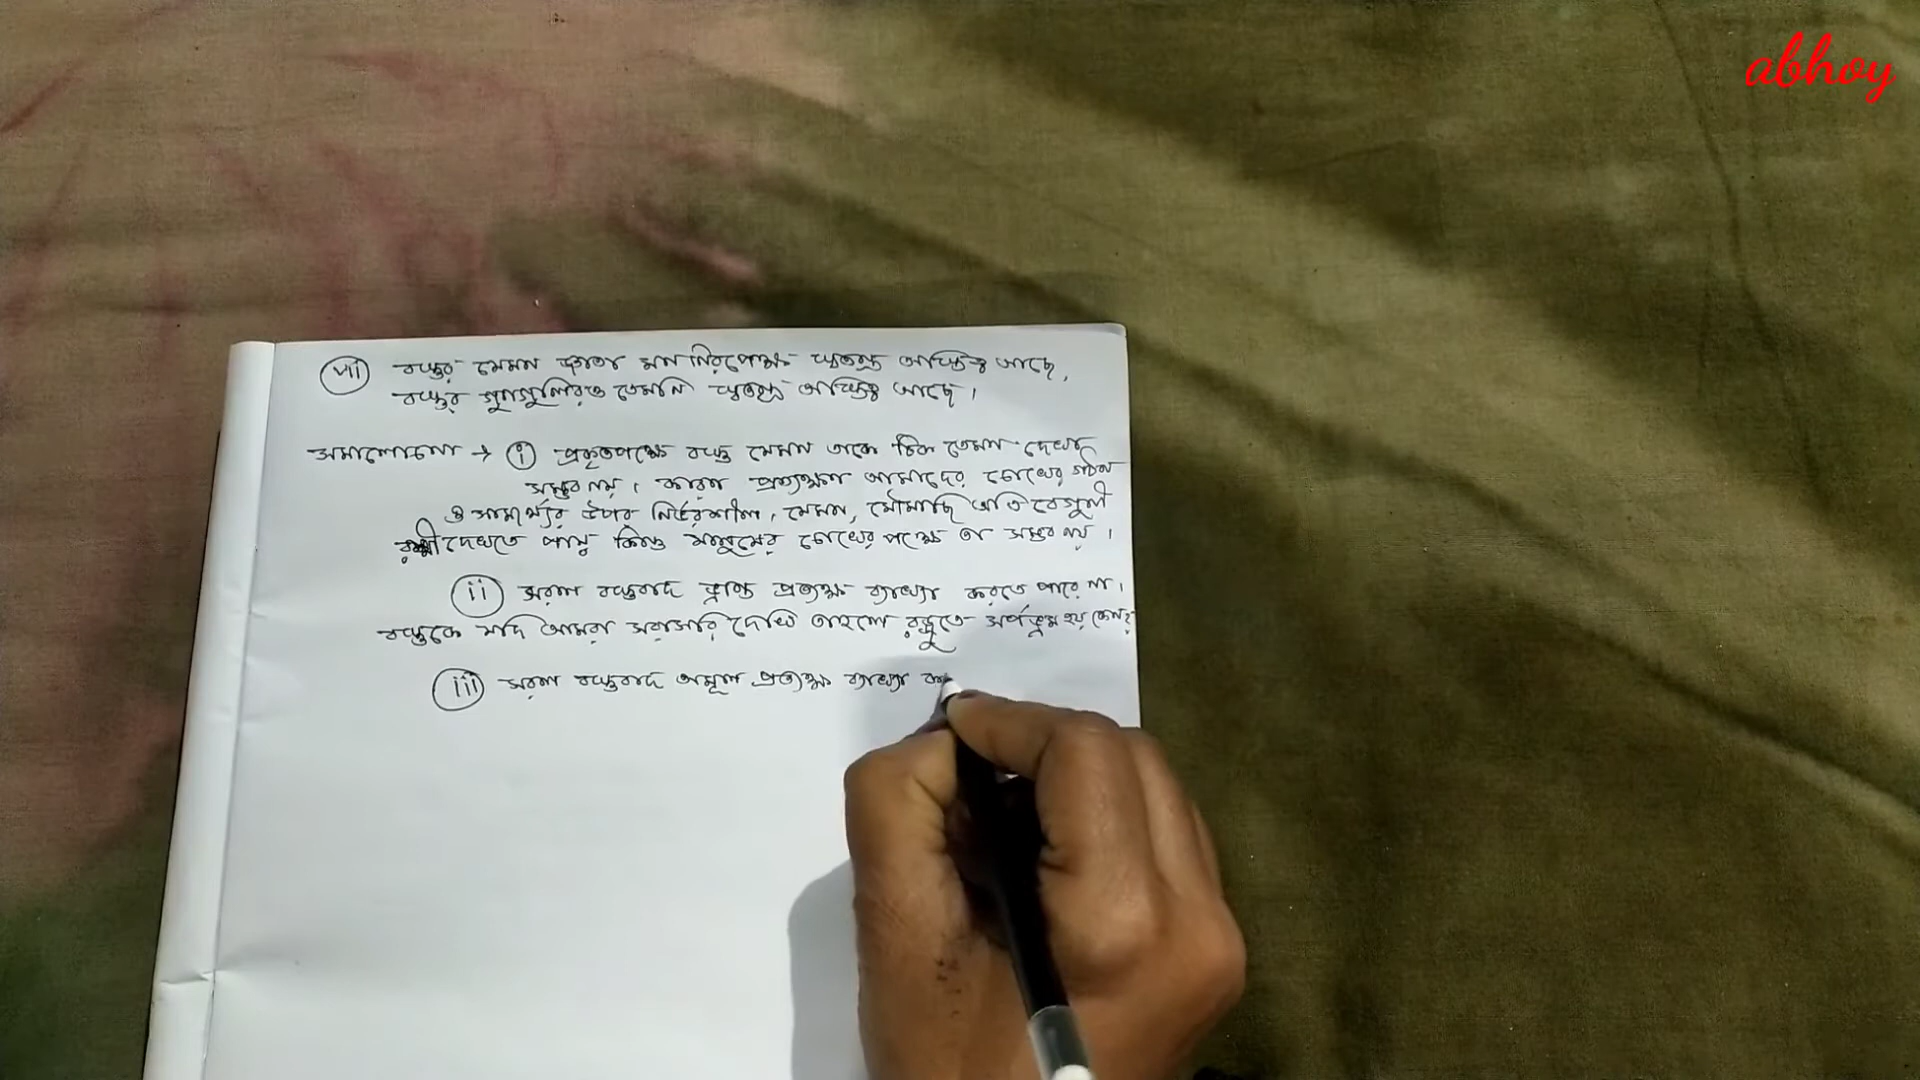 abhoy
vii বস্তুর যেমন জ্ঞাতা মন নিরপেক্ষ স্বতন্ত্র অস্তিত্ব আছে,
বস্তুর গুণগুলিরও তেমনি স্বতন্ত্র অস্তিত্ব আছে।
সমালোচনা → i প্রকৃতপক্ষে বস্তু যেমন তাকে ঠিক তেমন দেখা
সম্ভব নয়। কারণ প্রত্যক্ষণ আমাদের চোখের গঠন
ও সামর্থ্যের উপর নির্ভরশীল। যেমন, মৌমাছি অতি বেগুনী
রশ্মী দেখতে পায় কিন্তু মানুষের চোখের পক্ষে তা সম্ভব নয়।
ii সরল বস্তুবাদ ভ্রান্ত প্রত্যক্ষ ব্যাখ্যা করতে পারে না।
বস্তুকে যদি আমরা সরাসরি দেখি তাহলে রজ্জুতে সর্পভ্রম হয় কেন?
iii সরল বস্তুবাদ অমূল প্রত্যক্ষ ব্যাখ্যা